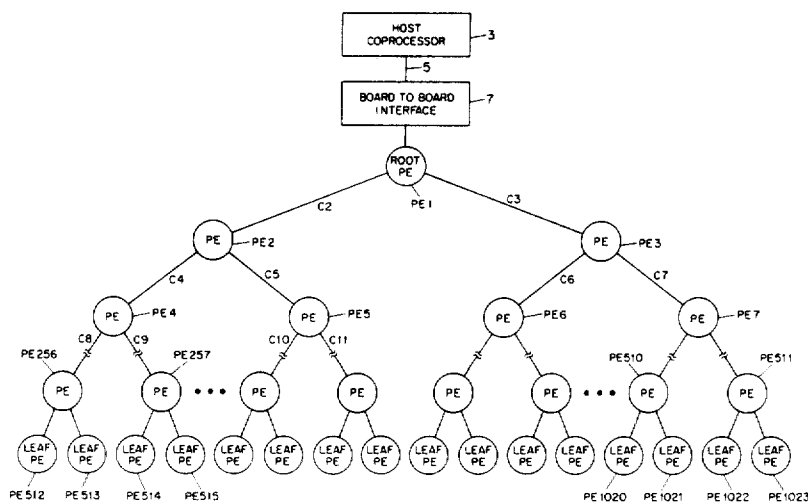 HOST
COPROCESSOR
3
5
BOARD TO BOARD
INTERFACE
7
ROOT
PE
PE1
C2
C3
PE
PE2
PE
PE3
C4
C5
C6
C7
PE
PE4
PE
PE5
PE
PE6
PE
PE7
C8
C9
C10
C11
PE256
PE257
PE510
PE511
PE
PE
PE
PE
PE
PE
PE
PE
LEAF
PE
LEAF
PE
LEAF
PE
LEAF
PE
LEAF
PE
LEAF
PE
LEAF
PE
LEAF
PE
LEAF
PE
LEAF
PE
LEAF
PE
LEAF
PE
LEAF
PE
LEAF
PE
LEAF
PE
LEAF
PE
PE512
PE513
PE514
PE515
PE1020
PE1021
PE1022
PE1023